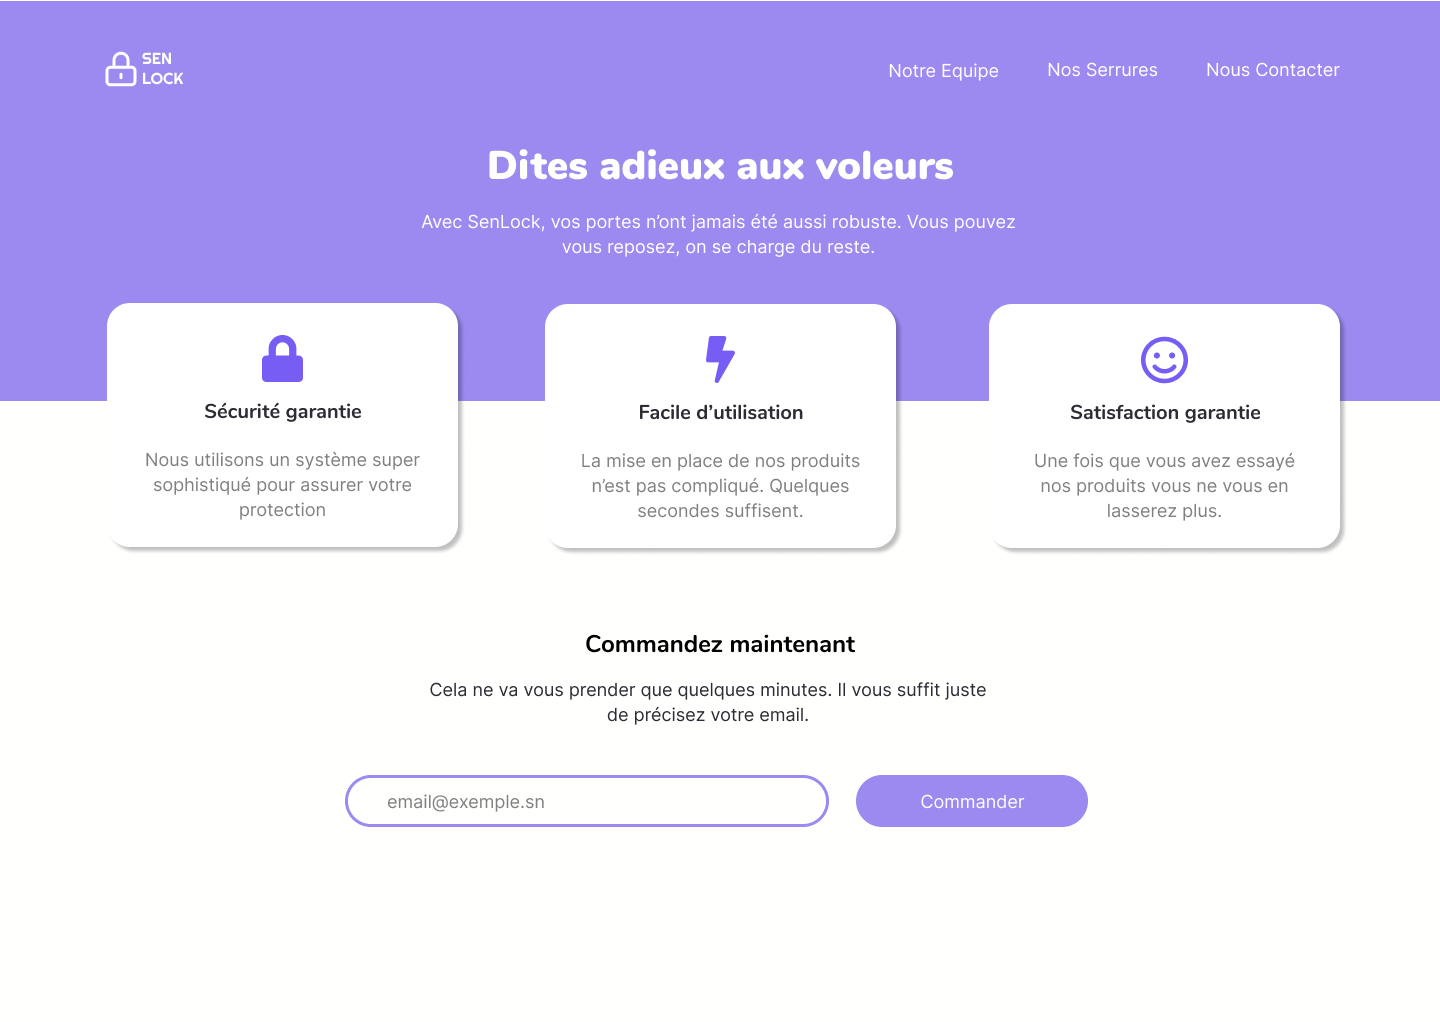 SEN
LOCK
Notre Equipe
Nos Serrures
Nous Contacter
Dites adieux aux voleurs
Avec SenLock, vos portes n’ont jamais été aussi robuste. Vous pouvez
vous reposez, on se charge du reste.
Sécurité garantie
Nous utilisons un système super
sophistiqué pour assurer votre
protection
Facile d’utilisation
La mise en place de nos produits
n’est pas compliqué. Quelques
secondes suffisent.
Satisfaction garantie
Une fois que vous avez essayé
nos produits vous ne vous en
lasserez plus.
Commandez maintenant
Cela ne va vous prender que quelques minutes. Il vous suffit juste
de précisez votre email.
email@exemple.sn
Commander